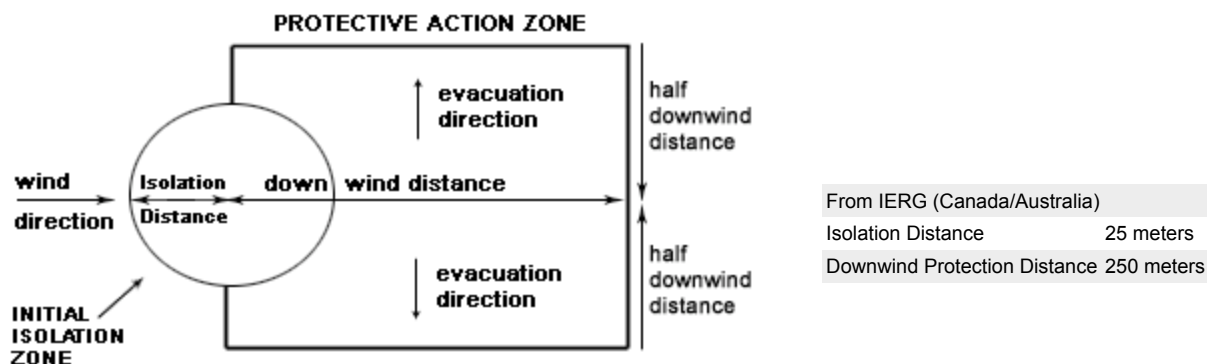 PROTECTIVE ACTION ZONE
evacuation
direction
half
downwind
distance
wind
direction
Isolation
Distance
down wind distance
evacuation
direction
half
downwind
distance
INITIAL
ISOLATION
ZONE
From IERG (Canada/Australia)
Isolation Distance 25 meters
Downwind Protection Distance 250 meters